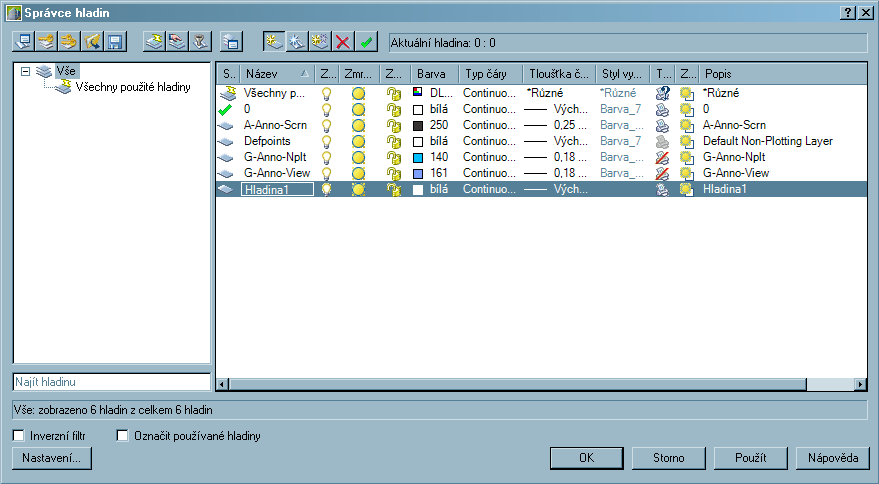 Správce hladin
Aktuální hladina: 0 : 0
Vše
Všechny použité hladiny
Najít hladinu
S.. Název Z... Zmr... Z... Barva Typ čáry Tloušťka č... Styl vy... T... Z... Popis
Všechny p... DL... Continuo... *Různé *Různé *Různé
0 bílá Continuo... Vých... Barva_7 0
A-Anno-Scrn 250 Continuo... 0,25 ... Barva_... A-Anno-Scrn
Defpoints bílá Continuo... Vých... Barva_7 Default Non-Plotting Layer
G-Anno-Nplt 140 Continuo... 0,18 ... Barva_... G-Anno-Nplt
G-Anno-View 161 Continuo... 0,18 ... Barva_... G-Anno-View
Hladina1 bílá Continuo... Vých... Hladina1
Vše: zobrazeno 6 hladin z celkem 6 hladin
Inverzní filtr
Označit používané hladiny
Nastavení...
OK
Storno
Použít
Nápověda